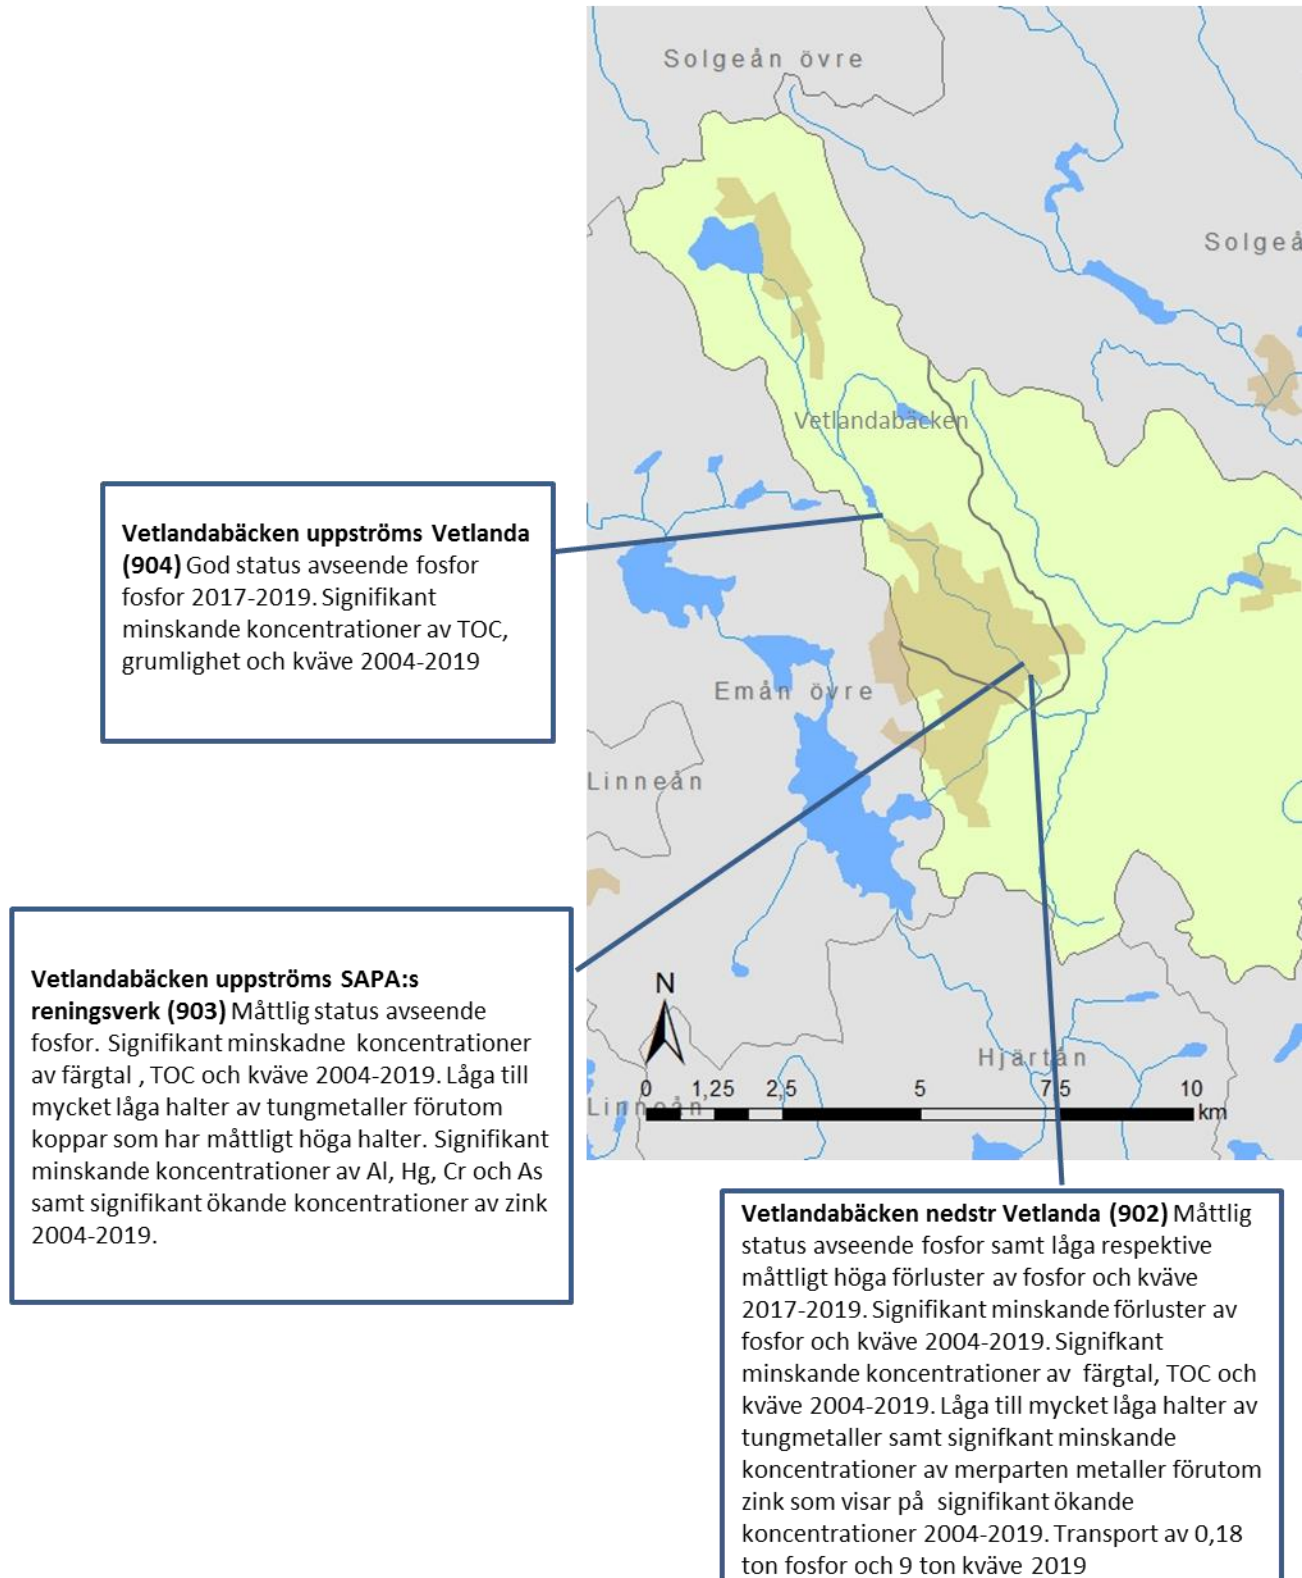 Solgeån övre
Solgeå
Vetlandabäcken
Vetlandabäcken uppströms Vetlanda
(904) God status avseende fosfor
fosfor 2017-2019. Signifikant
minskande koncentrationer av TOC,
grumlighet och kväve 2004-2019
Emån övre
Linneån
Vetlandabäcken uppströms SAPA:s
reningsverk (903) Måttlig status avseende
fosfor. Signifikant minskadne koncentrationer
av färgtal , TOC och kväve 2004-2019. Låga till
mycket låga halter av tungmetaller förutom
koppar som har måttligt höga halter. Signifikant
minskande koncentrationer av Al, Hg, Cr och As
samt signifikant ökande koncentrationer av zink
2004-2019.
N
Hjärtån
0 1,25 2,5 5 7,5 10
Linneån
km
Vetlandabäcken nedstr Vetlanda (902) Måttlig
status avseende fosfor samt låga respektive
måttligt höga förluster av fosfor och kväve
2017-2019. Signifikant minskande förluster av
fosfor och kväve 2004-2019. Signifkant
minskande koncentrationer av färgtal, TOC och
kväve 2004-2019. Låga till mycket låga halter av
tungmetaller samt signifkant minskande
koncentrationer av merparten metaller förutom
zink som visar på signifikant ökande
koncentrationer 2004-2019. Transport av 0,18
ton fosfor och 9 ton kväve 2019